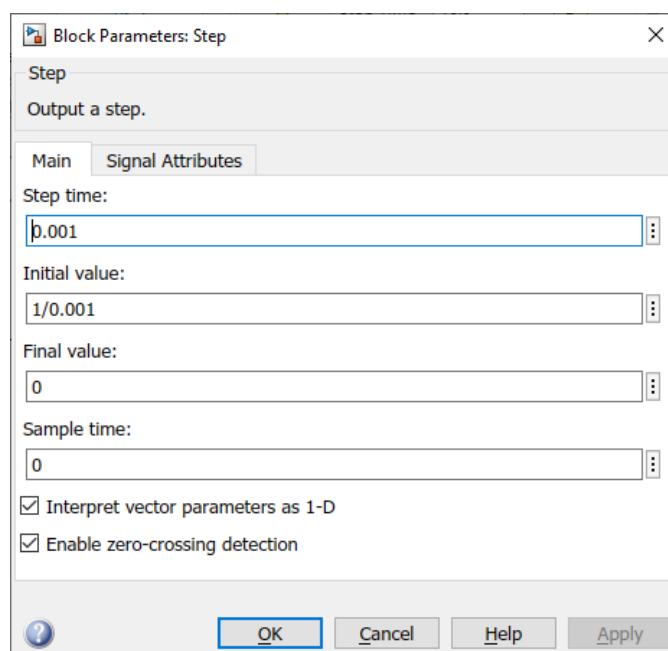 Block Parameters: Step
Step
Output a step.
Main Signal Attributes
Step time:
0.001
Initial value:
1/0.001
Final value:
0
Sample time:
0
Interpret vector parameters as 1-D
Enable zero-crossing detection
OK Cancel Help Apply